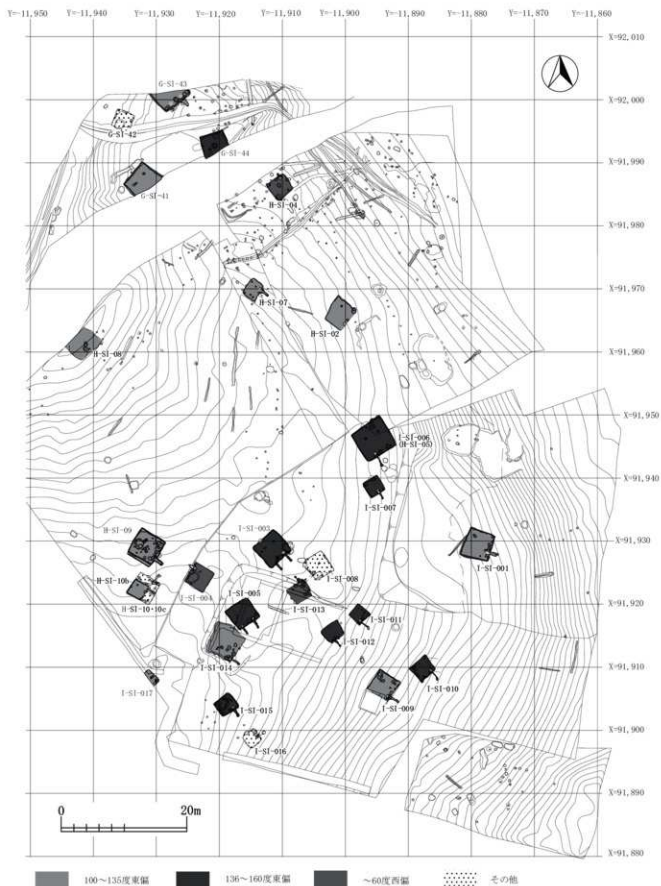 Y=-11,950 Y=-11,940 Y=-11,930 Y=-11,920 Y=-11,910 Y=-11,900 Y=-11,890 Y=-11,880 Y=-11,870 Y=-11,860
X=92,010
G-SI-43
X=92,000
G-SI-42
G-SI-44
X=91,990
G-SI-41
H-SI-04
X=91,980
X=91,970
H-SI-07
H-SI-02
H-SI-08
X=91,960
X=91,950
I-SI-006
(H-SI-05)
X=91,940
I-SI-007
H-SI-09
I-SI-003
X=91,930
I-SI-001
I-SI-008
H-SI-10b
I-SI-004
I-SI-005
I-SI-013
H-SI-10・10c
X=91,920
I-SI-011
I-SI-012
I-SI-014
X=91,910
I-SI-017
I-SI-010
I-SI-009
I-SI-015
X=91,900
I-SI-016
X=91,890
0 20m
X=91,880
100～135度東偏 136～160度東偏 ～60度西偏 その他